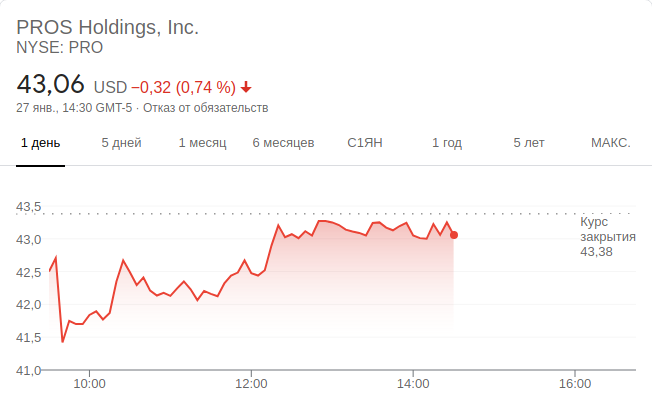 PROS Holdings, Inc.
NYSE: PRO
43,06 USD −0,32 (0,74 %)
27 янв., 14:30 GMT-5 · Отказ от обязательств
1 день 5 дней 1 месяц 6 месяцев С1ЯН 1 год 5 лет МАКС.
43,5
43,0
42,5
42,0
41,5
41,0
Курс
закрытия
43,38
10:00 12:00 14:00 16:00